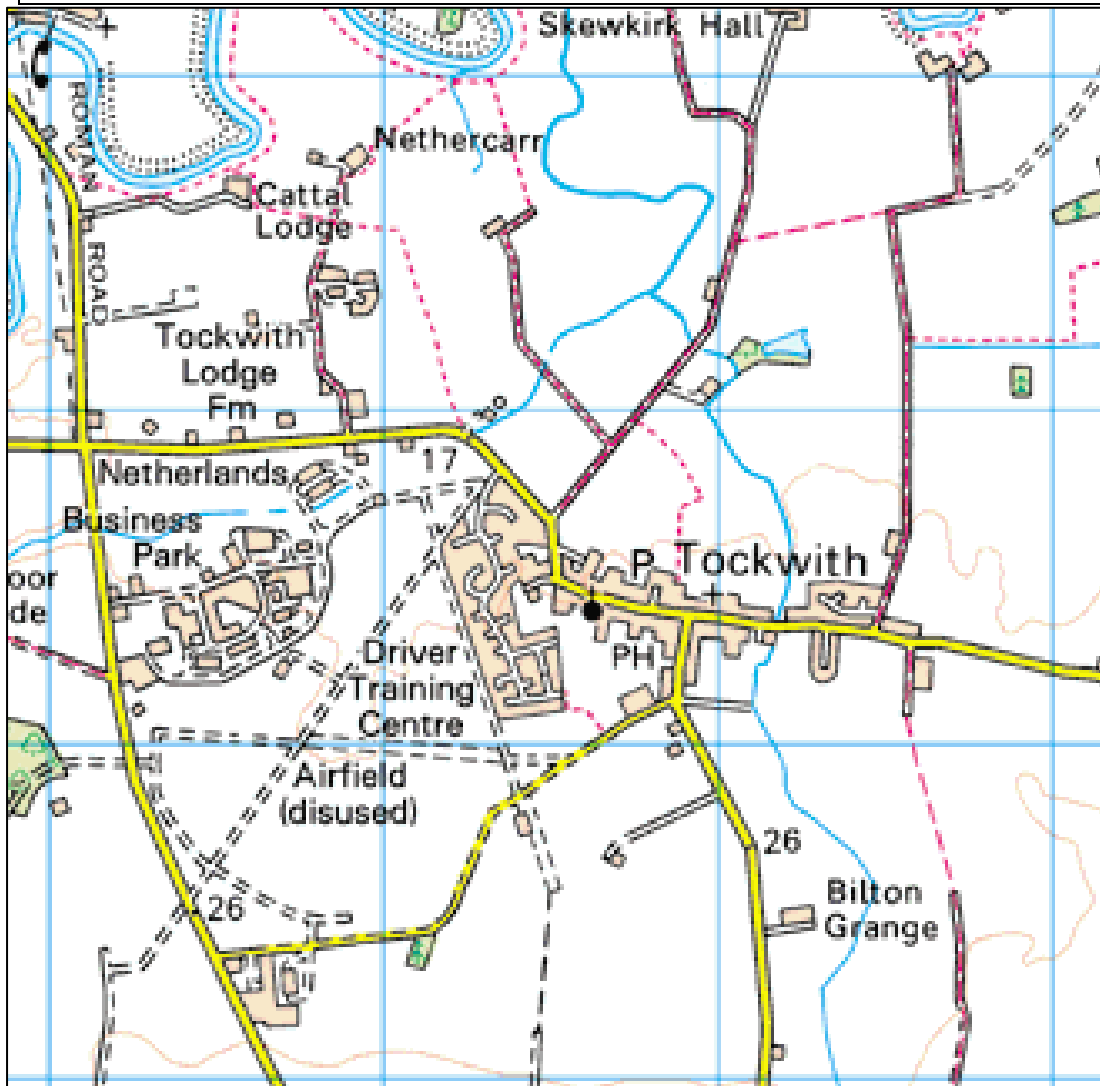 Skewkirk Hall
ROMAN
Nethercarr
Cattal
Lodge
ROAD
Tockwith
Lodge
Fm
17
Netherlands
Business
Park
P
Tockwith
oor
de
Driver
Training
Centre
PH
Airfield
(disused)
26
26
Bilton
Grange